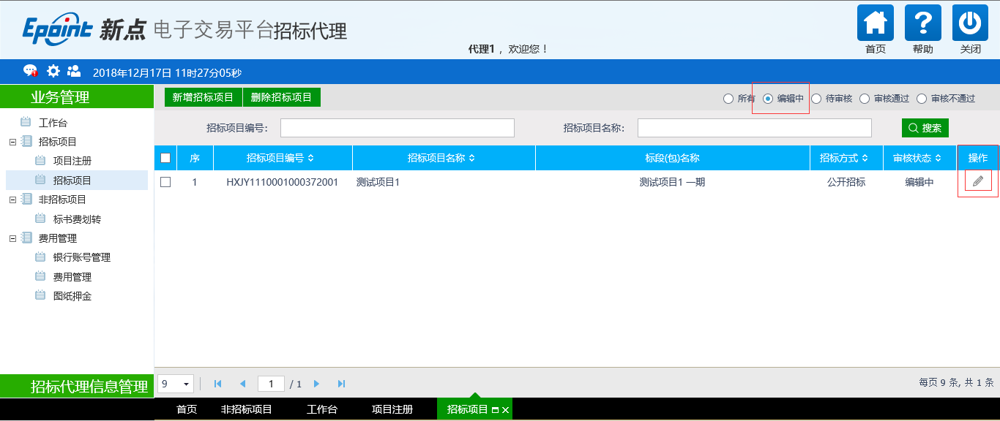 Epoint 新点 电子交易平台招标代理
代理1 ，欢迎您！
首页 帮助 关闭
2018年12月17日 11时27分05秒
业务管理
工作台
招标项目
项目注册
招标项目
非招标项目
标书费划转
费用管理
银行账号管理
费用管理
图纸押金
招标代理信息管理
新增招标项目 删除招标项目 所有 编辑中 待审核 审核通过 审核不通过
招标项目编号： 招标项目名称： 搜索
序 招标项目编号 招标项目名称 标段(包)名称 招标方式 审核状态 操作
1 HXJY1110001000372001 测试项目1 测试项目1 一期 公开招标 编辑中
9 1 / 1 每页 9 条, 共 1 条
首页 非招标项目 工作台 项目注册 招标项目